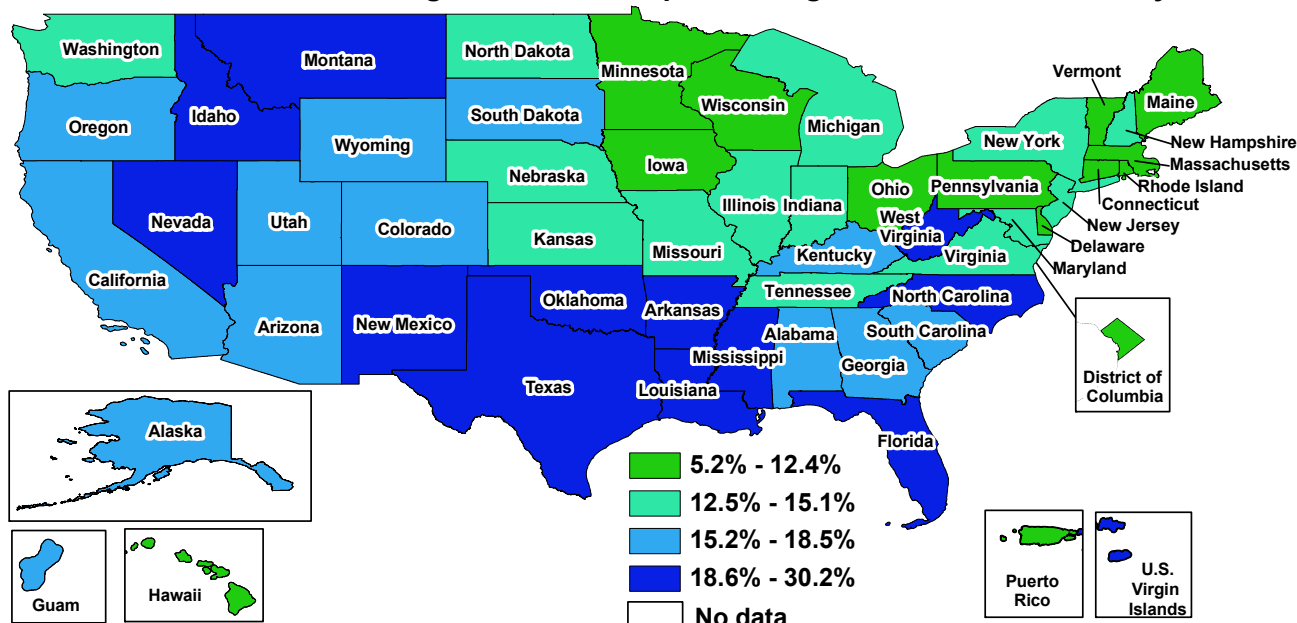 Washington
North Dakota
Montana
Minnesota
Vermont
Maine
Idaho
South Dakota
Wisconsin
Oregon
Michigan
New York
New Hampshire
Wyoming
Massachusetts
Iowa
Nebraska
Ohio
Pennsylvania
Rhode Island
Connecticut
Illinois
Indiana
West
Virginia
New Jersey
Nevada
Utah
Colorado
Kansas
Missouri
Kentucky
Virginia
Delaware
Maryland
California
Tennessee
North Carolina
Oklahoma
Arkansas
Arizona
New Mexico
Alabama
South Carolina
Mississippi
Georgia
Texas
Louisiana
District of
Columbia
Alaska
Florida
5.2% - 12.4%
12.5% - 15.1%
15.2% - 18.5%
18.6% - 30.2%
No data
Guam
Hawaii
Puerto
Rico
U.S.
Virgin
Islands